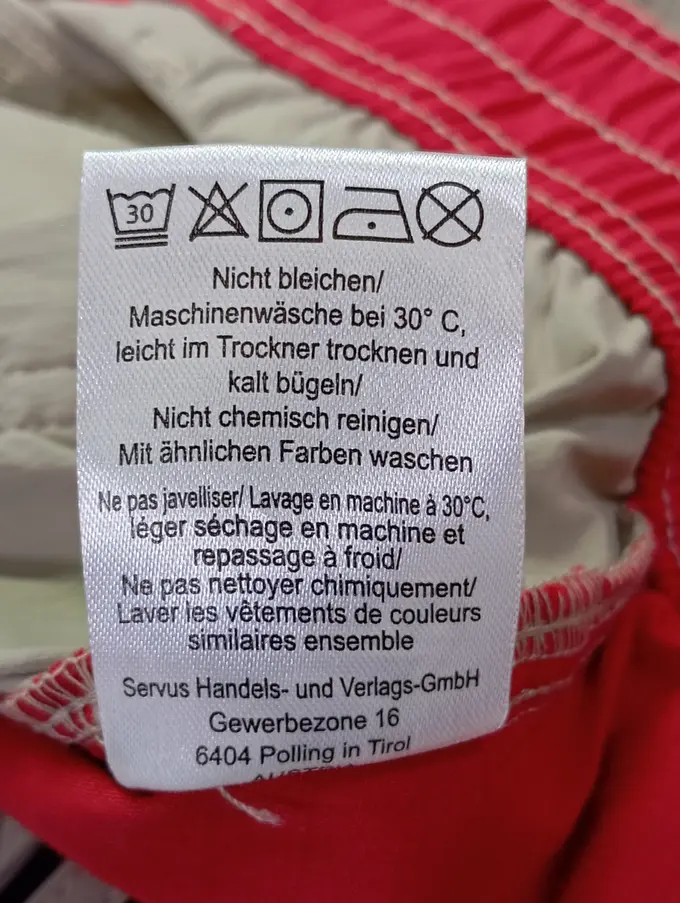 30
Nicht bleichen/
Maschinenwäsche bei 30° C,
leicht im Trockner trocknen und
kalt bügeln/
Nicht chemisch reinigen/
Mit ähnlichen Farben waschen
Ne pas javelliser/ Lavage en machine à 30°C,
léger séchage en machine et
repassage à froid/
Ne pas nettoyer chimiquement/
Laver les vêtements de couleurs
similaires ensemble
Servus Handels- und Verlags-GmbH
Gewerbezone 16
6404 Polling in Tirol